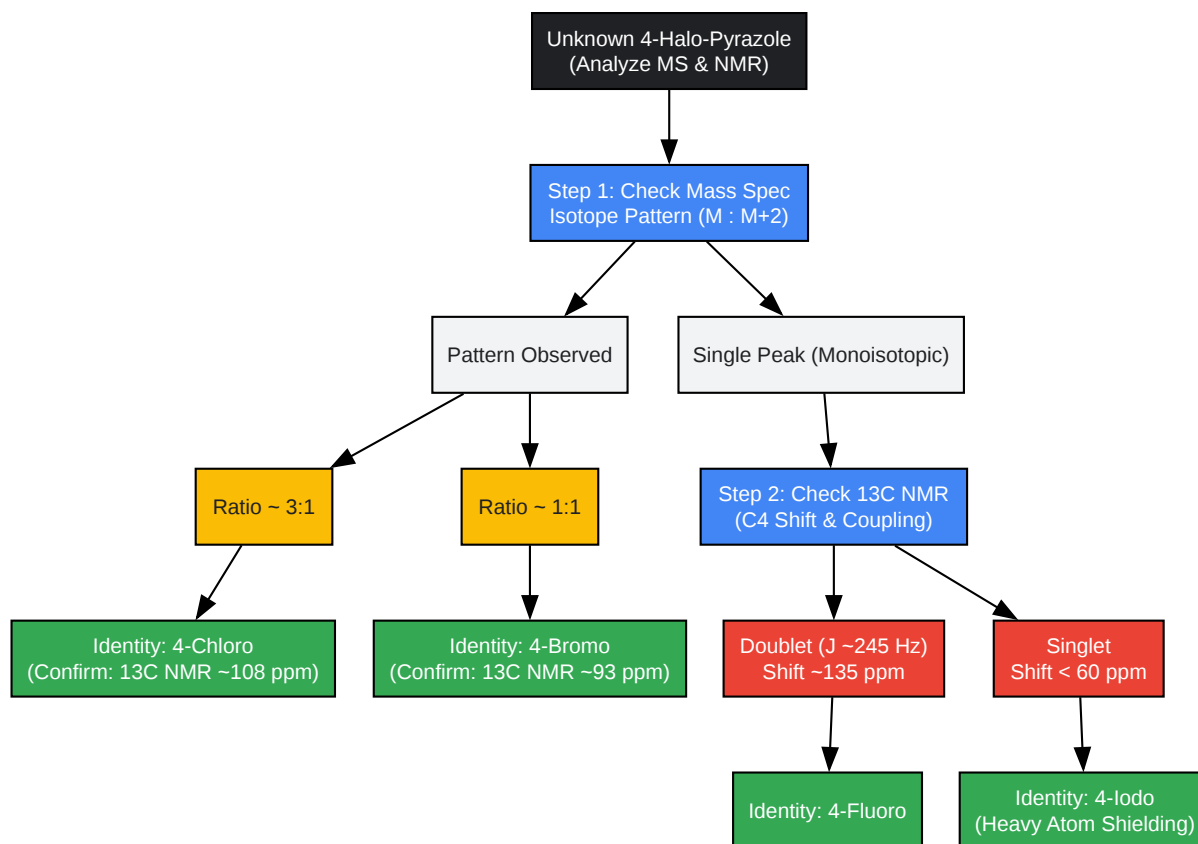 Unknown 4-Halo-Pyrazole
(Analyze MS & NMR)
Step 1: Check Mass Spec
Isotope Pattern (M : M+2)
Pattern Observed
Single Peak (Monoisotopic)
Ratio ~ 3:1
Ratio ~ 1:1
Step 2: Check 13C NMR
(C4 Shift & Coupling)
Identity: 4-Chloro
(Confirm: 13C NMR ~108 ppm)
Identity: 4-Bromo
(Confirm: 13C NMR ~93 ppm)
Doublet (J ~245 Hz)
Shift ~135 ppm
Singlet
Shift < 60 ppm
Identity: 4-Fluoro
Identity: 4-Iodo
(Heavy Atom Shielding)